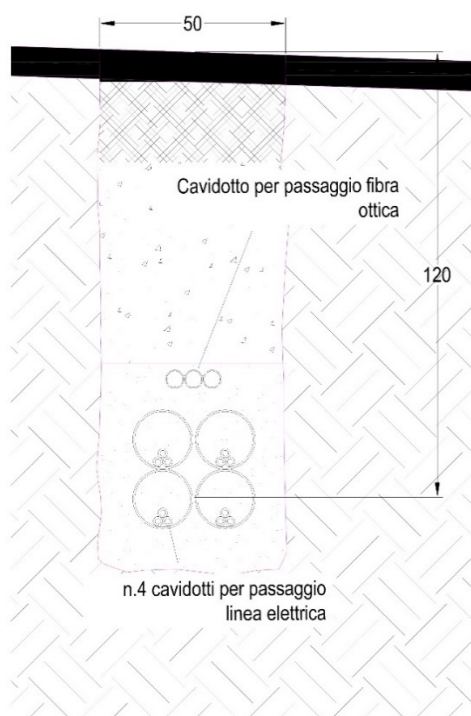 50
Cavidotto per passaggio fibra
ottica
120
n.4 cavidotti per passaggio
linea elettrica